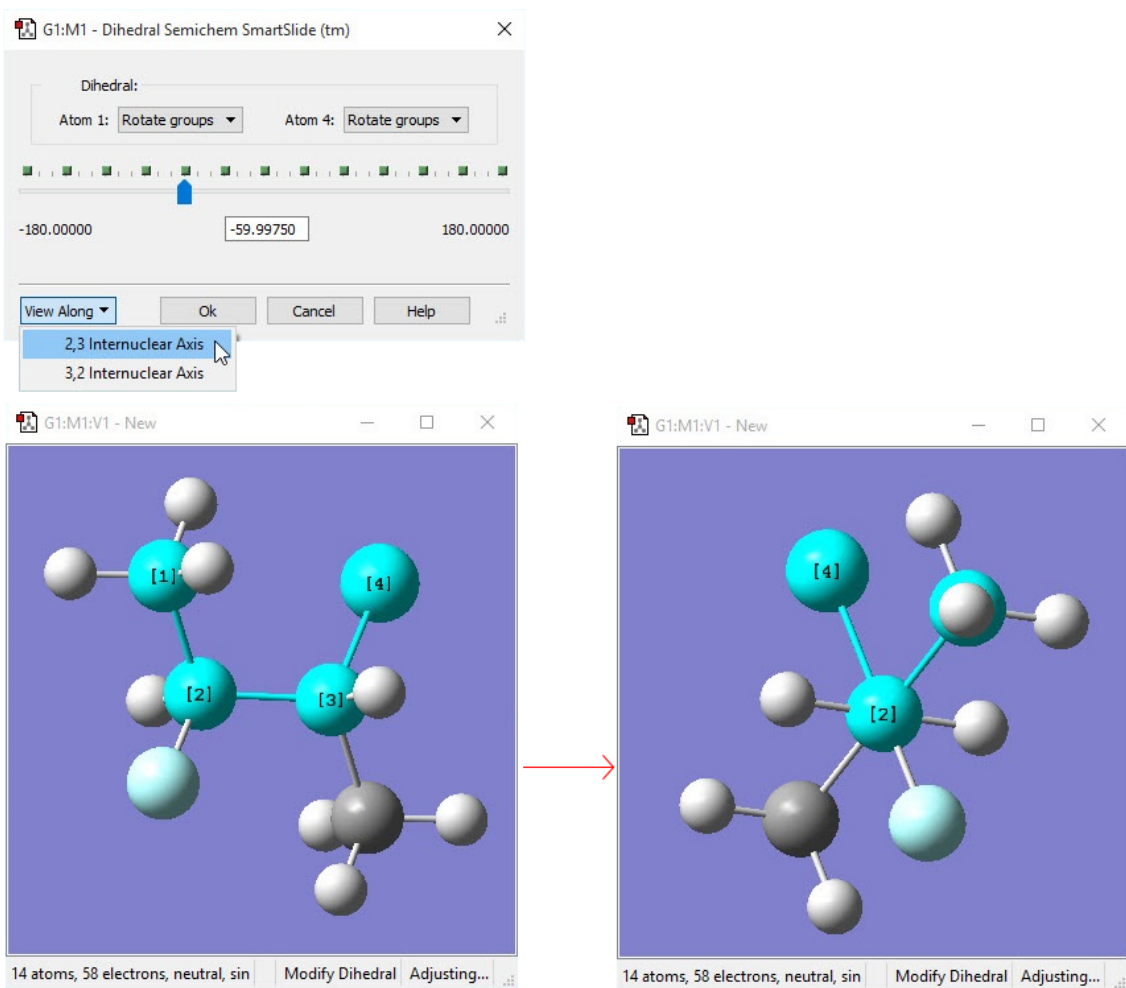 G1:M1 - Dihedral Semichem SmartSlide (tm)
Dihedral:
Atom 1: Rotate groups Atom 4: Rotate groups
-180.00000 -59.99750 180.00000
View Along Ok Cancel Help
2,3 Internuclear Axis
3,2 Internuclear Axis
G1:M1:V1 - New
[1] [4]
[2] [3]
14 atoms, 58 electrons, neutral, sin Modify Dihedral Adjusting...
G1:M1:V1 - New
[4]
[2]
14 atoms, 58 electrons, neutral, sin Modify Dihedral Adjusting...